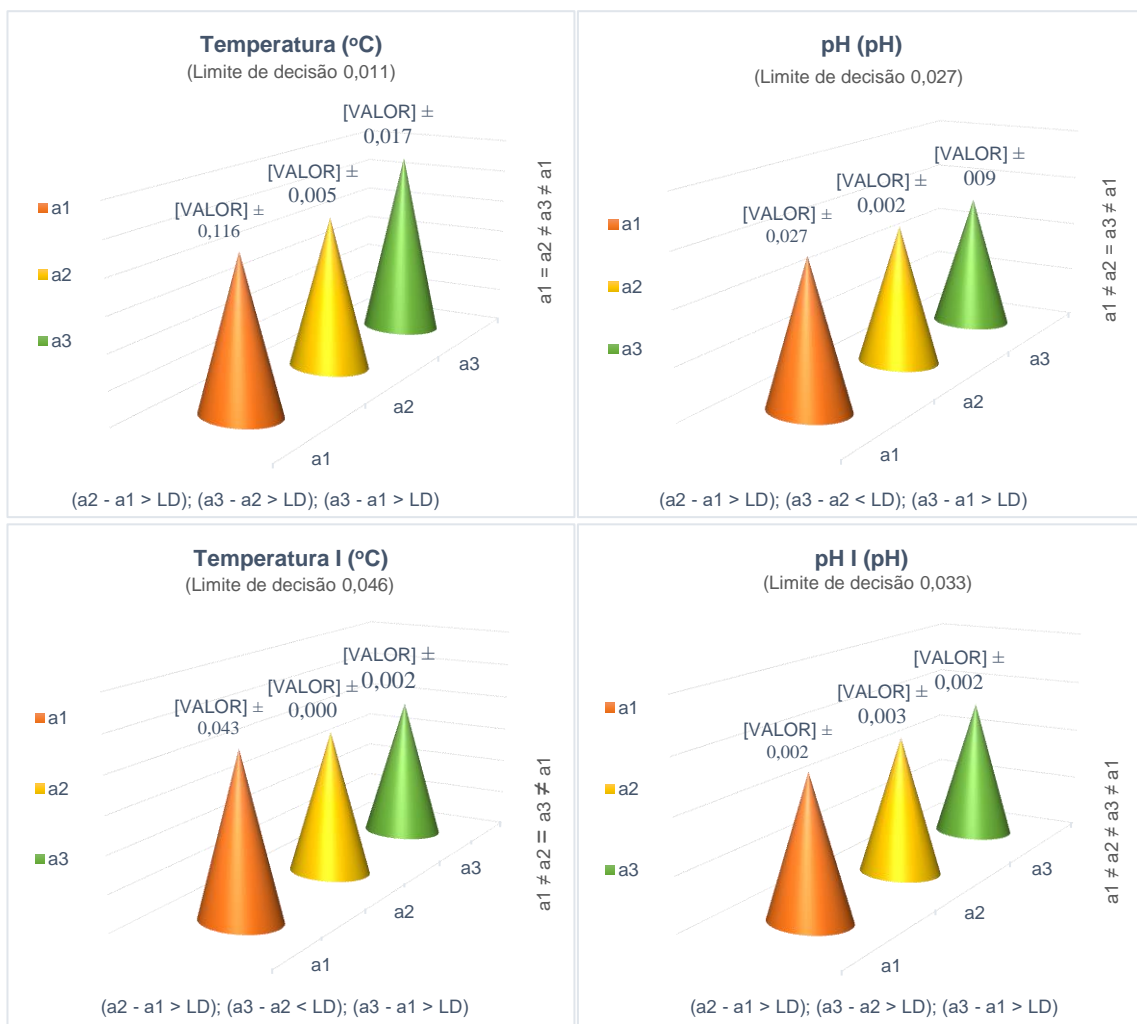 Temperatura (ºC)
(Limite de decisão 0,011)
[VALOR] ±
0,017
[VALOR] ±
0,005
[VALOR] ±
0,116
a1
a2
a3
a3
a2
a1
a1 = a2 ≠ a3 ≠ a1
(a2 - a1 > LD); (a3 - a2 > LD); (a3 - a1 > LD)
pH (pH)
(Limite de decisão 0,027)
[VALOR] ±
009
[VALOR] ±
0,002
[VALOR] ±
0,027
a1
a2
a3
a3
a2
a1
a1 ≠ a2 = a3 ≠ a1
(a2 - a1 > LD); (a3 - a2 < LD); (a3 - a1 > LD)
Temperatura I (ºC)
(Limite de decisão 0,046)
[VALOR] ±
0,002
[VALOR] ±
0,000
[VALOR] ±
0,043
a1
a2
a3
a3
a2
a1
a1 ≠ a2 = a3 ≠ a1
(a2 - a1 > LD); (a3 - a2 < LD); (a3 - a1 > LD)
pH I (pH)
(Limite de decisão 0,033)
[VALOR] ±
0,002
[VALOR] ±
0,003
[VALOR] ±
0,002
a1
a2
a3
a3
a2
a1
a1 ≠ a2 ≠ a3 ≠ a1
(a2 - a1 > LD); (a3 - a2 > LD); (a3 - a1 > LD)